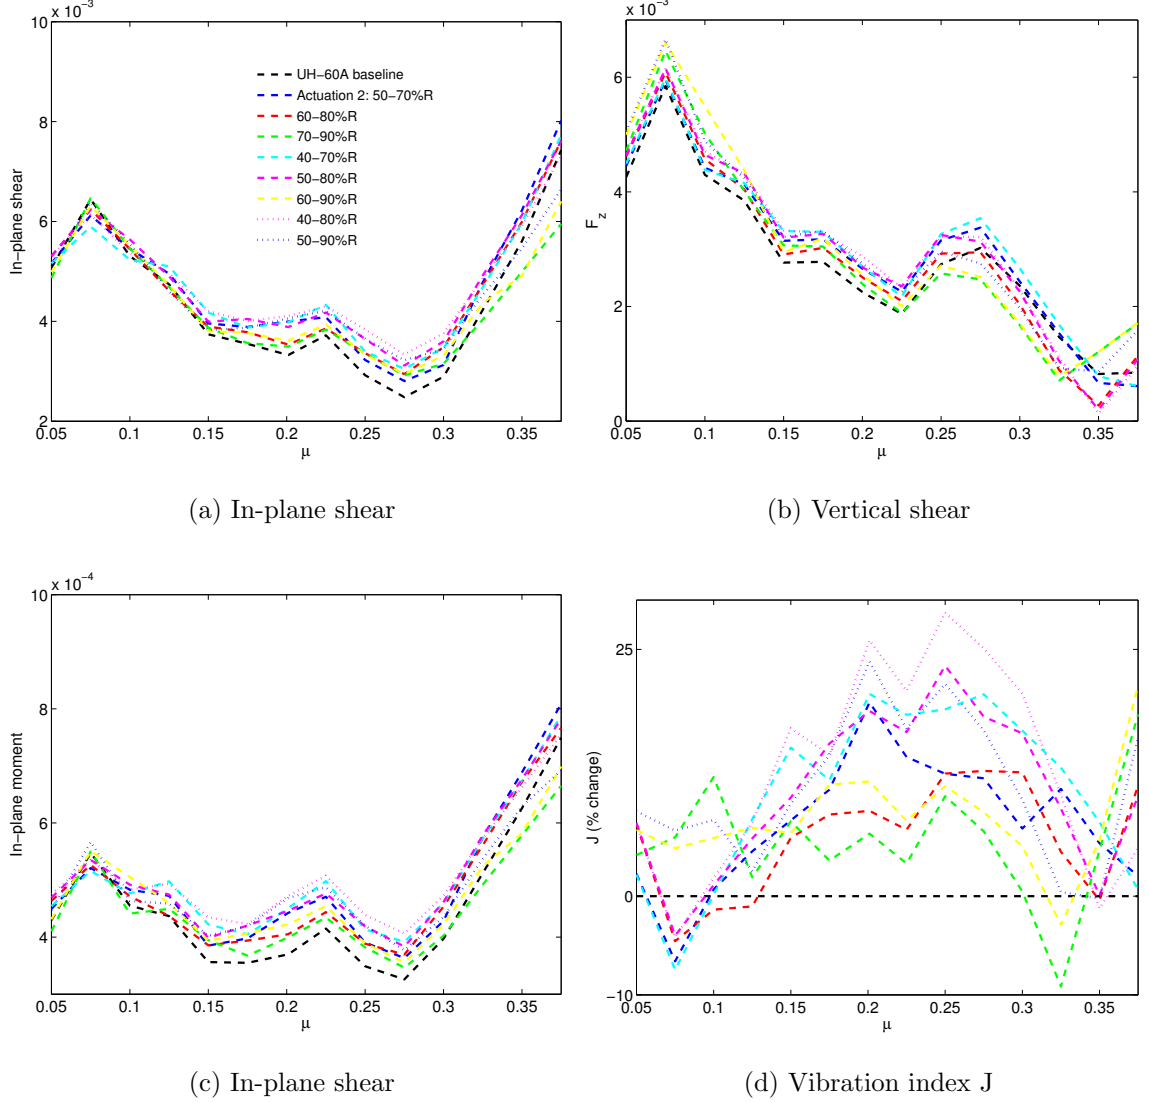 x 10⁻³
10
8
6
4
2
0.05 0.1 0.15 0.2 0.25 0.3 0.35
μ
In−plane shear
UH−60A baseline
Actuation 2: 50−70%R
60−80%R
70−90%R
40−70%R
50−80%R
60−90%R
40−80%R
50−90%R
(a) In-plane shear
x 10⁻³
6
4
2
0
0.05 0.1 0.15 0.2 0.25 0.3 0.35
μ
F_z
(b) Vertical shear
x 10⁻⁴
10
8
6
4
0.05 0.1 0.15 0.2 0.25 0.3 0.35
μ
In−plane moment
(c) In-plane shear
25
0
−10
0.05 0.1 0.15 0.2 0.25 0.3 0.35
μ
J (% change)
(d) Vibration index J